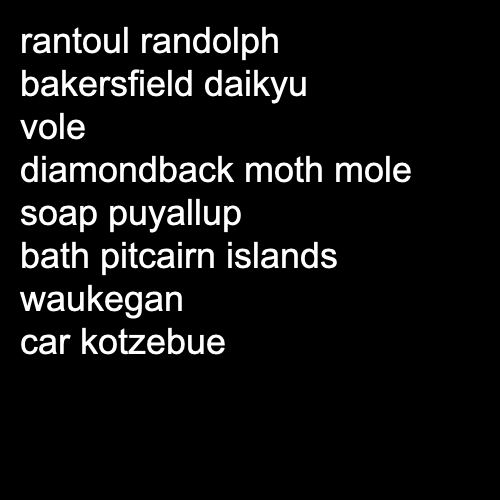 rantoul randolph
bakersfield daikyu
vole
diamondback moth mole
soap puyallup
bath pitcairn islands
waukegan
car kotzebue